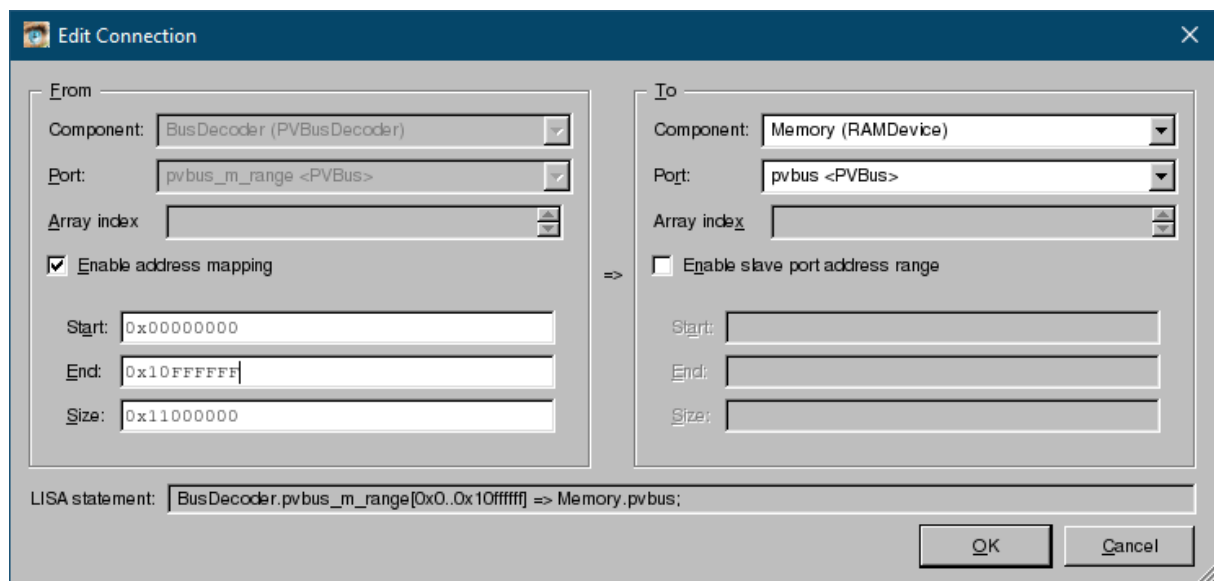 Edit Connection
From
Component: BusDecoder (PVBusDecoder)
Port: pvbus_m_range <PVBus>
Array index
Enable address mapping
Start: 0x00000000
End: 0x10FFFFFF
Size: 0x11000000
=>
To
Component: Memory (RAMDevice)
Port: pvbus <PVBus>
Array index
Enable slave port address range
Start:
End:
Size:
LISA statement: BusDecoder.pvbus_m_range[0x0..0x10ffffff] => Memory.pvbus;
OK Cancel